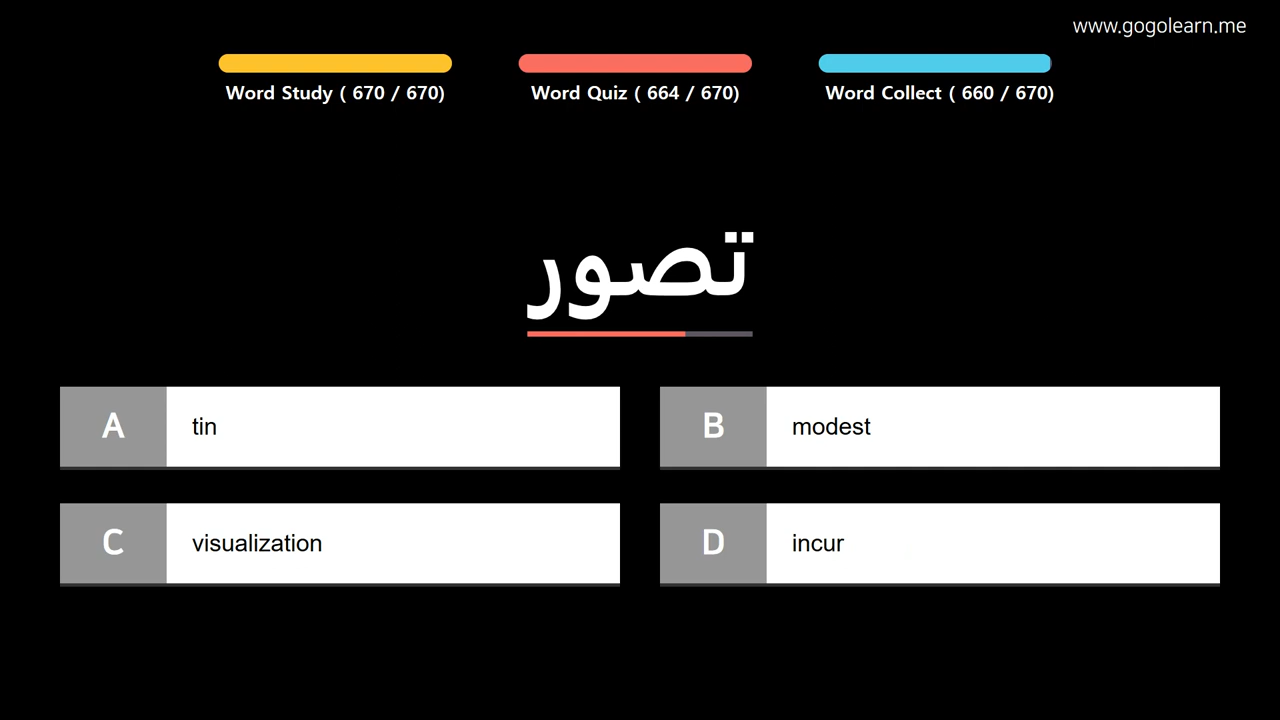 www.gogolearn.me
Word Study ( 670 / 670)
Word Quiz ( 664 / 670)
Word Collect ( 660 / 670)
تصور
A tin
B modest
C visualization
D incur